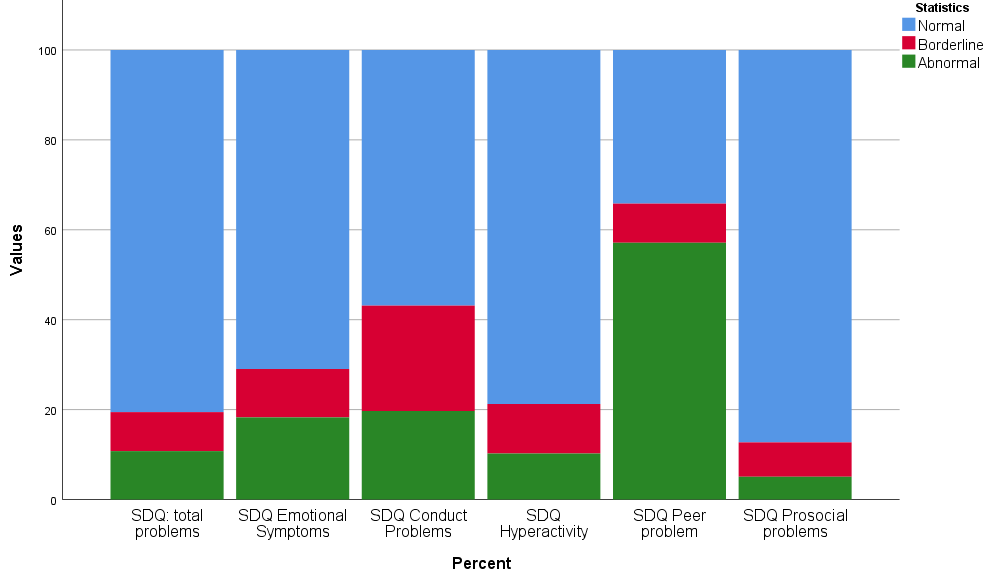 Statistics
Normal
Borderline
Abnormal
100
80
60
40
20
0
Values
SDQ: total
problems
SDQ Emotional
Symptoms
SDQ Conduct
Problems
SDQ
Hyperactivity
SDQ Peer
problem
SDQ Prosocial
problems
Percent